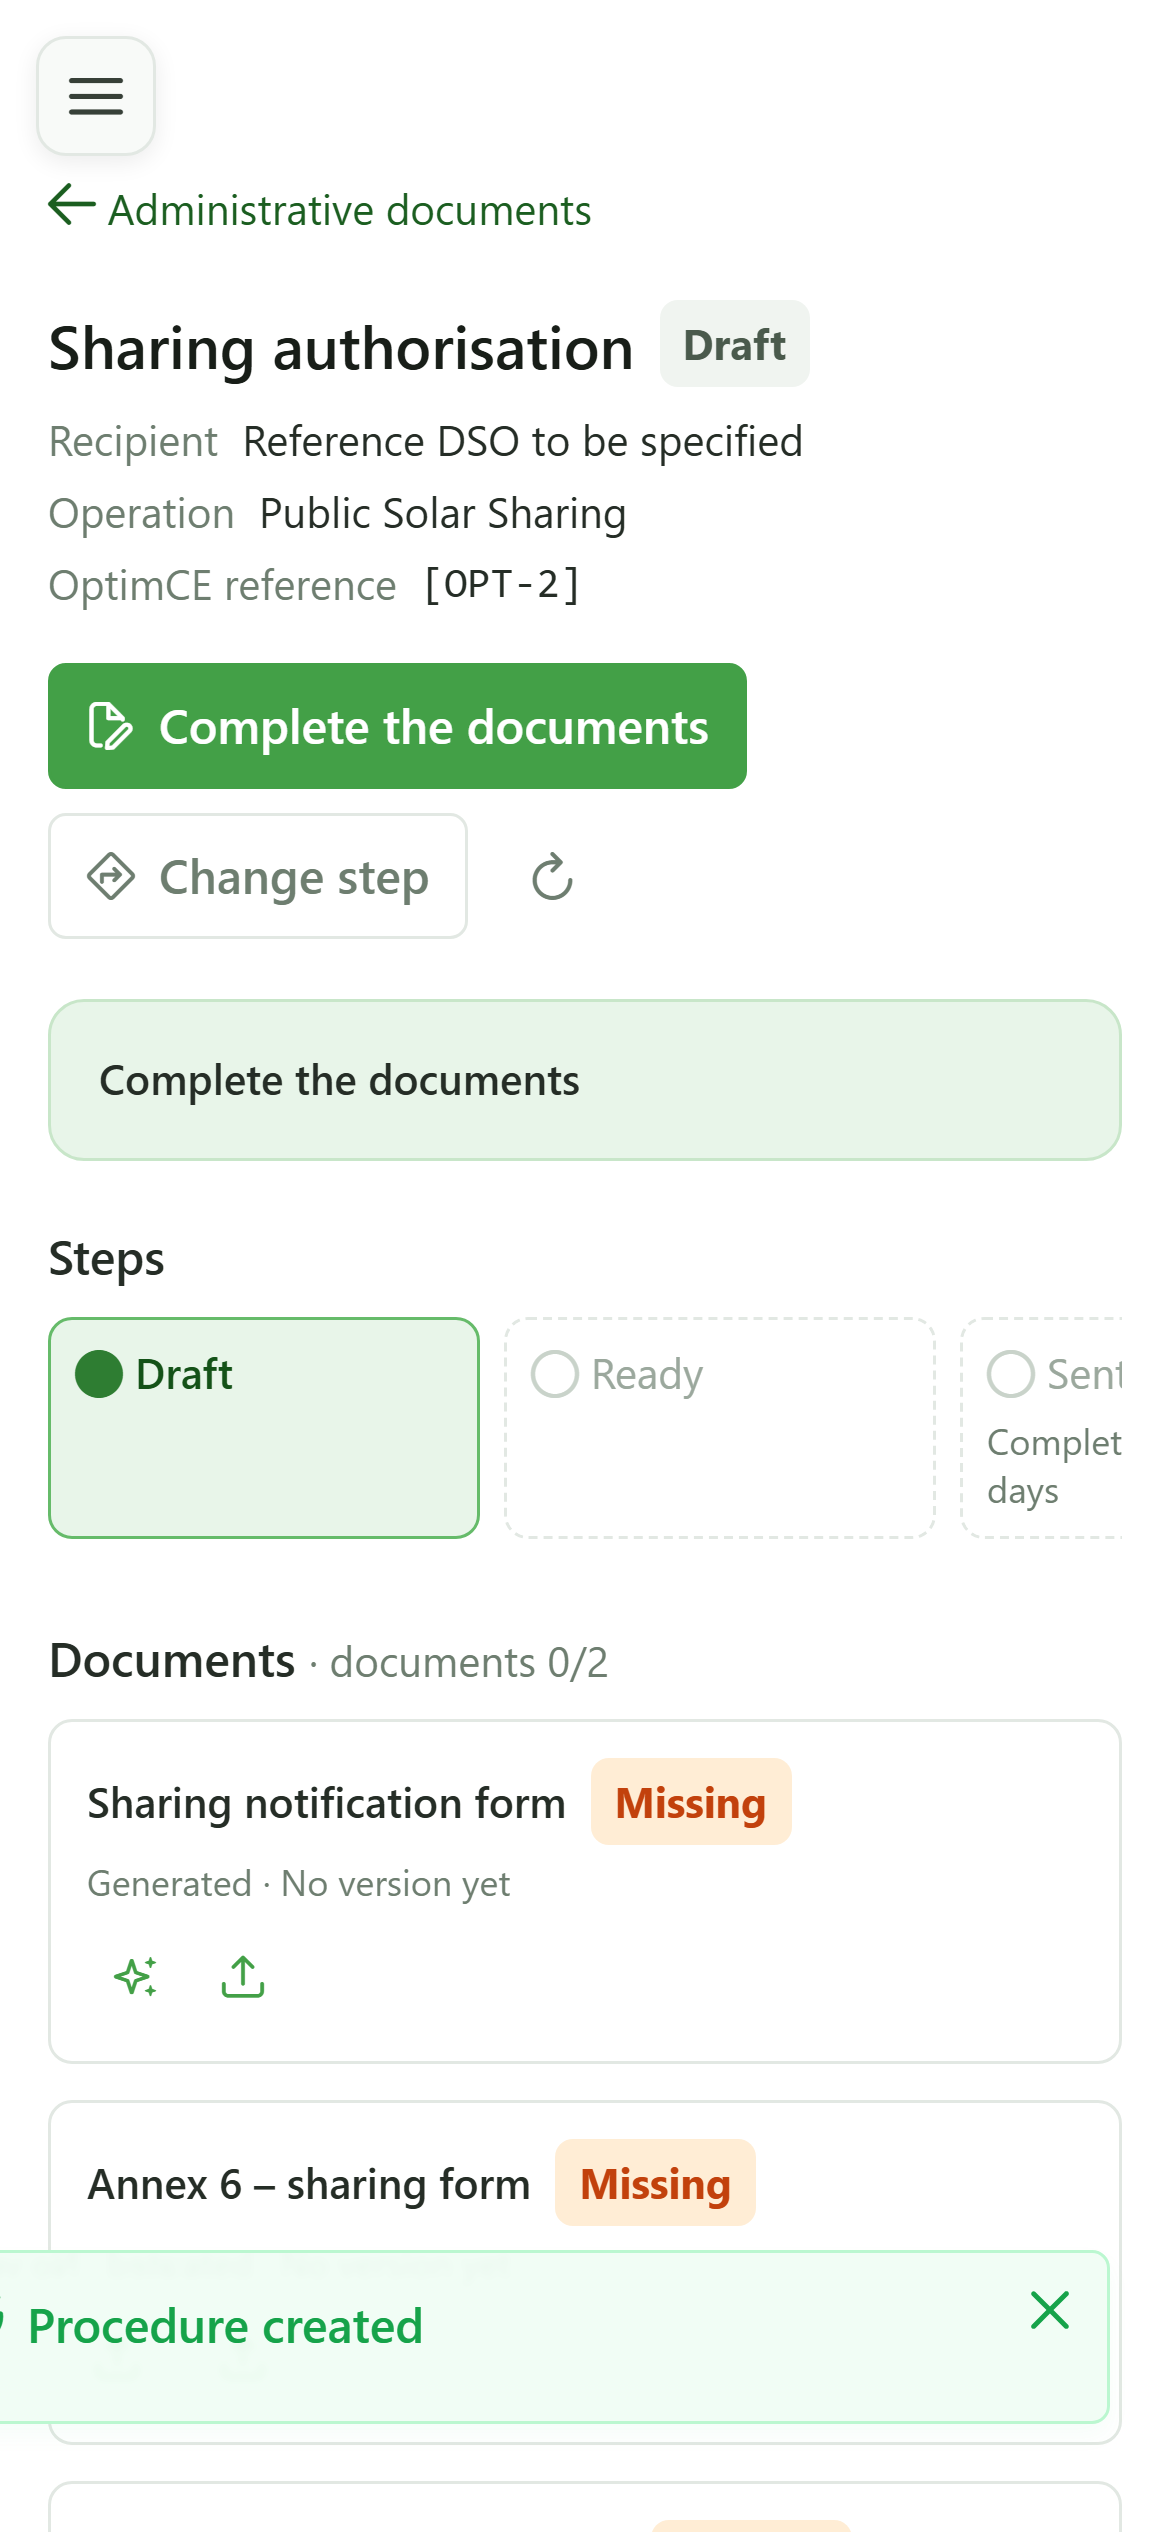 Administrative documents
Sharing authorisation Draft
Recipient Reference DSO to be specified
Operation Public Solar Sharing
OptimCE reference [OPT-2]
Complete the documents
Change step
Complete the documents
Steps
Draft
Ready
Sent
Complet
days
Documents · documents 0/2
Sharing notification form Missing
Generated · No version yet
Annex 6 – sharing form Missing
Procedure created